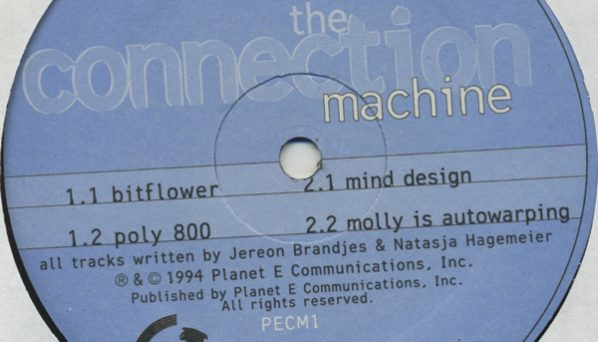 the
connection
machine
1.1 bitflower
2.1 mind design
1.2 poly 800
2.2 molly is autowarping
all tracks written by Jereon Brandjes & Natasja Hagemeier
℗ & © 1994 Planet E Communications, Inc.
Published by Planet E Communications, Inc.
All rights reserved.
PECM1